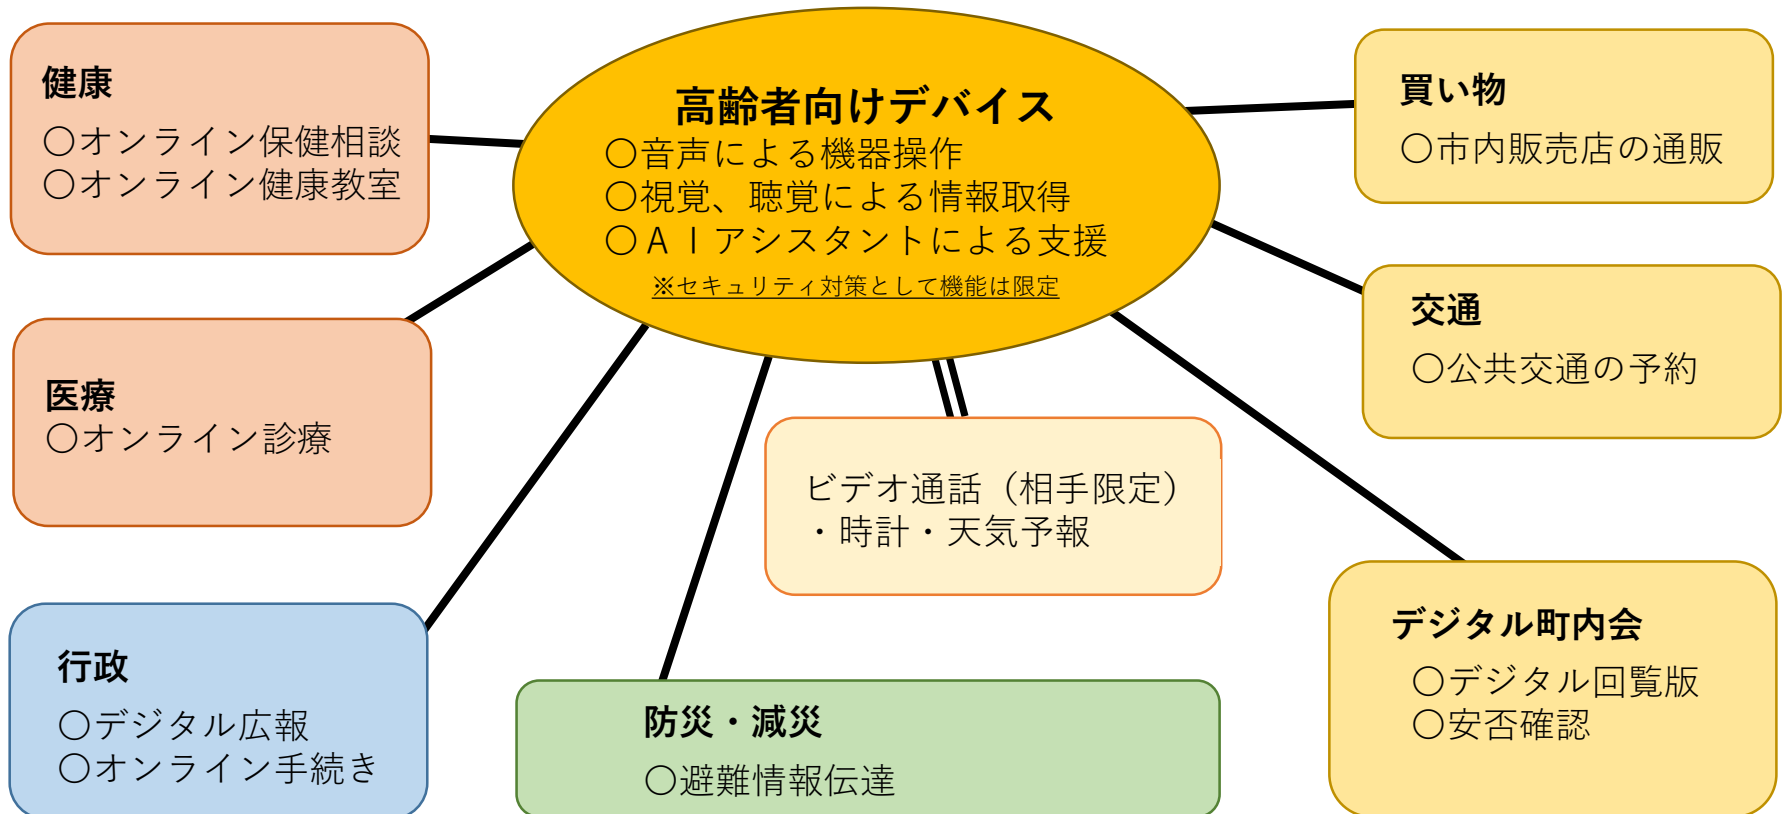 高齢者向けデバイス
〇音声による機器操作
〇視覚、聴覚による情報取得
〇ＡＩアシスタントによる支援
※セキュリティ対策として機能は限定
健康
〇オンライン保健相談
〇オンライン健康教室
医療
〇オンライン診療
行政
〇デジタル広報
〇オンライン手続き
防災・減災
〇避難情報伝達
ビデオ通話（相手限定）
・時計・天気予報
買い物
〇市内販売店の通販
交通
〇公共交通の予約
デジタル町内会
〇デジタル回覧版
〇安否確認